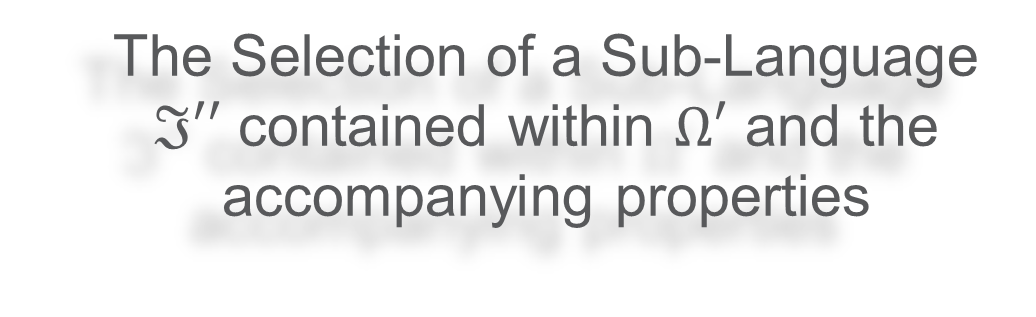 The Selection of a Sub-Language
ℑ′′ contained within Ω′ and the
accompanying properties